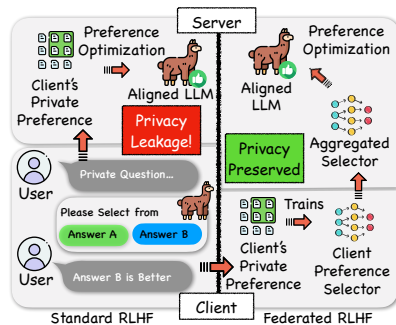 Server
Preference
Optimization
Client's
Private
Preference
Aligned LLM
Privacy
Leakage!
User
Private Question...
Please Select from
Answer A
Answer B
User
Answer B is Better
Standard RLHF
Preference
Optimization
Aligned
LLM
Privacy
Preserved
Aggregated
Selector
Trains
Client's
Private
Preference
Client
Preference
Selector
Client
Federated RLHF